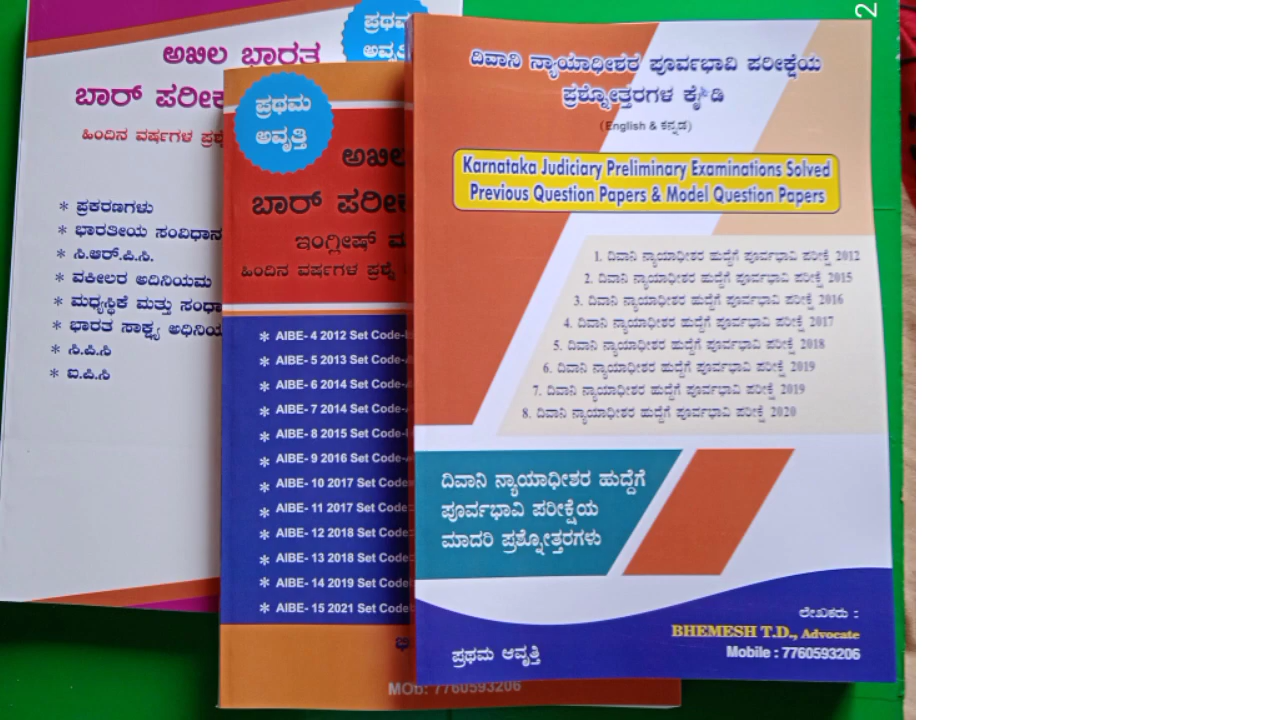 ಪ್ರಥಮ
ಅಖಿಲ ಭಾರತ
ಬಾರ್
ಹಿಂದಿನ ವರ್ಷಗಳ
* ಪ್ರಕರಣಗಳು
* ಭಾರತೀಯ ಸಂವಿಧಾನ
* ಸಿ.ಆರ್.ಪಿ.ಸಿ.
* ವಕೀಲರ ಅದಿನಿಯಮ
* ಮಧ್ಯಸ್ಥಿಕೆ ಮತ್ತು
* ಭಾರತ ಸಾಕ್ಷ್ಯ
* ಸಿ.ಪಿ.ಸಿ
* ಐ.ಪಿ.ಸಿ
ಪ್ರಥಮ
ಅವೃತ್ತಿ
ಬಾರ್
ಇಂಗ್ಲೀಷ್
ಹಿಂದಿನ ವರ್ಷಗಳ ಪ್ರಶ್ನೆ
* AIBE- 4 2012 Set Code-
* AIBE- 5 2013 Set Code-
* AIBE- 6 2014 Set Code-
* AIBE- 7 2014 Set Code-
* AIBE- 8 2015 Set Code-
* AIBE- 9 2016 Set Code-
* AIBE- 10 2017 Set Code
* AIBE- 11 2017 Set Code
* AIBE- 12 2018 Set Code
* AIBE- 13 2018 Set Code
* AIBE- 14 2019 Set Code
* AIBE- 15 2021 Set Code
MOb: 7760593206
ದಿವಾನಿ ನ್ಯಾಯಾಧೀಶರ ಪೂರ್ವಭಾವಿ ಪರೀಕ್ಷೆಯ
ಪ್ರಶ್ನೋತ್ತರಗಳ ಕೈಪಿಡಿ
(English & ಕನ್ನಡ)
Karnataka Judiciary Preliminary Examinations Solved
Previous Question Papers & Model Question Papers
1. ದಿವಾನಿ ನ್ಯಾಯಾಧೀಶರ ಹುದ್ದೆಗೆ ಪೂರ್ವಭಾವಿ ಪರೀಕ್ಷೆ 2012
2. ದಿವಾನಿ ನ್ಯಾಯಾಧೀಶರ ಹುದ್ದೆಗೆ ಪೂರ್ವಭಾವಿ ಪರೀಕ್ಷೆ 2015
3. ದಿವಾನಿ ನ್ಯಾಯಾಧೀಶರ ಹುದ್ದೆಗೆ ಪೂರ್ವಭಾವಿ ಪರೀಕ್ಷೆ 2016
4. ದಿವಾನಿ ನ್ಯಾಯಾಧೀಶರ ಹುದ್ದೆಗೆ ಪೂರ್ವಭಾವಿ ಪರೀಕ್ಷೆ 2017
5. ದಿವಾನಿ ನ್ಯಾಯಾಧೀಶರ ಹುದ್ದೆಗೆ ಪೂರ್ವಭಾವಿ ಪರೀಕ್ಷೆ 2018
6. ದಿವಾನಿ ನ್ಯಾಯಾಧೀಶರ ಹುದ್ದೆಗೆ ಪೂರ್ವಭಾವಿ ಪರೀಕ್ಷೆ 2019
7. ದಿವಾನಿ ನ್ಯಾಯಾಧೀಶರ ಹುದ್ದೆಗೆ ಪೂರ್ವಭಾವಿ ಪರೀಕ್ಷೆ 2019
8. ದಿವಾನಿ ನ್ಯಾಯಾಧೀಶರ ಹುದ್ದೆಗೆ ಪೂರ್ವಭಾವಿ ಪರೀಕ್ಷೆ 2020
ದಿವಾನಿ ನ್ಯಾಯಾಧೀಶರ ಹುದ್ದೆಗೆ
ಪೂರ್ವಭಾವಿ ಪರೀಕ್ಷೆಯ
ಮಾದರಿ ಪ್ರಶ್ನೋತ್ತರಗಳು
ಲೇಖಕರು :
BHEMESH T.D., Advocate
Mobile : 7760593206
ಪ್ರಥಮ ಆವೃತ್ತಿ
2